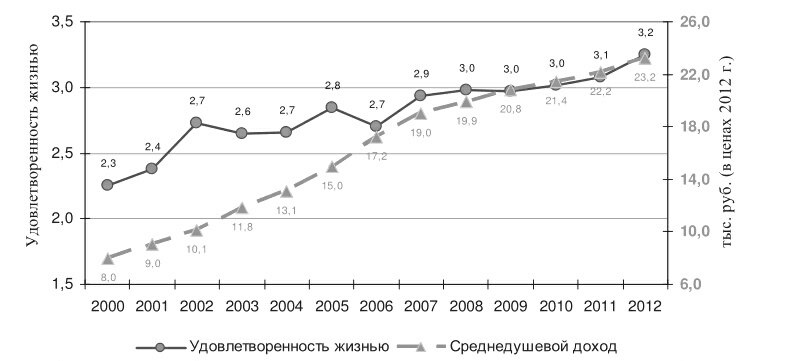 Удовлетворенность жизнью
3,5
3,0
2,5
2,0
1,5
2,3 2,4 2,7 2,6 2,7 2,8 2,7 2,9 3,0 3,0 3,0 3,1 3,2
8,0 9,0 10,1 11,8 13,1 15,0 17,2 19,0 19,9 20,8 21,4 22,2 23,2
26,0
22,0
18,0
14,0
10,0
6,0
тыс. руб. (в ценах 2012 г.)
2000 2001 2002 2003 2004 2005 2006 2007 2008 2009 2010 2011 2012
Удовлетворенность жизнью Среднедушевой доход